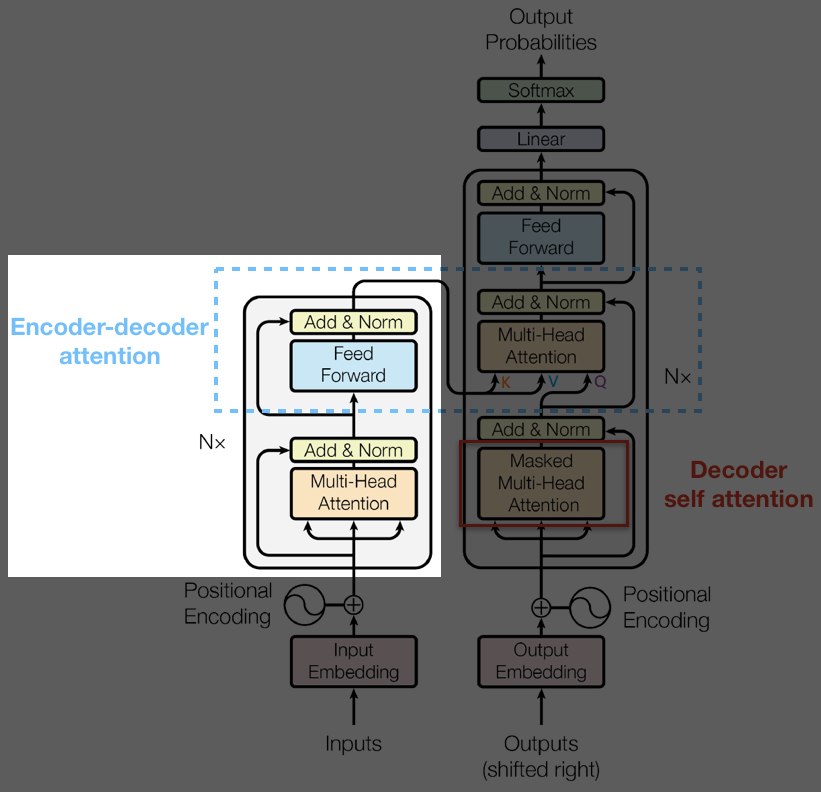 Output
Probabilities
Softmax
Linear
Add & Norm
Feed
Forward
Add & Norm
Multi-Head
Attention
K
V
Q
N×
Add & Norm
Masked
Multi-Head
Attention
Decoder
self attention
Encoder-decoder
attention
Add & Norm
Feed
Forward
N×
Add & Norm
Multi-Head
Attention
Positional
Encoding
Positional
Encoding
Input
Embedding
Output
Embedding
Inputs
Outputs
(shifted right)